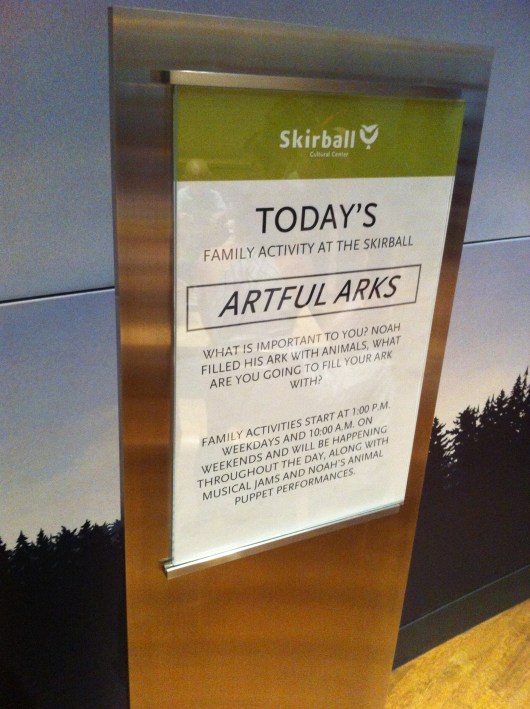 Skirball
Cultural Center
TODAY'S
FAMILY ACTIVITY AT THE SKIRBALL
ARTFUL ARKS
WHAT IS IMPORTANT TO YOU? NOAH
FILLED HIS ARK WITH ANIMALS, WHAT
ARE YOU GOING TO FILL YOUR ARK
WITH?
FAMILY ACTIVITIES START AT 1:00 P.M.
WEEKDAYS AND 10:00 A.M. ON
WEEKENDS AND WILL BE HAPPENING
THROUGHOUT THE DAY, ALONG WITH
MUSICAL JAMS AND NOAH'S ANIMAL
PUPPET PERFORMANCES.